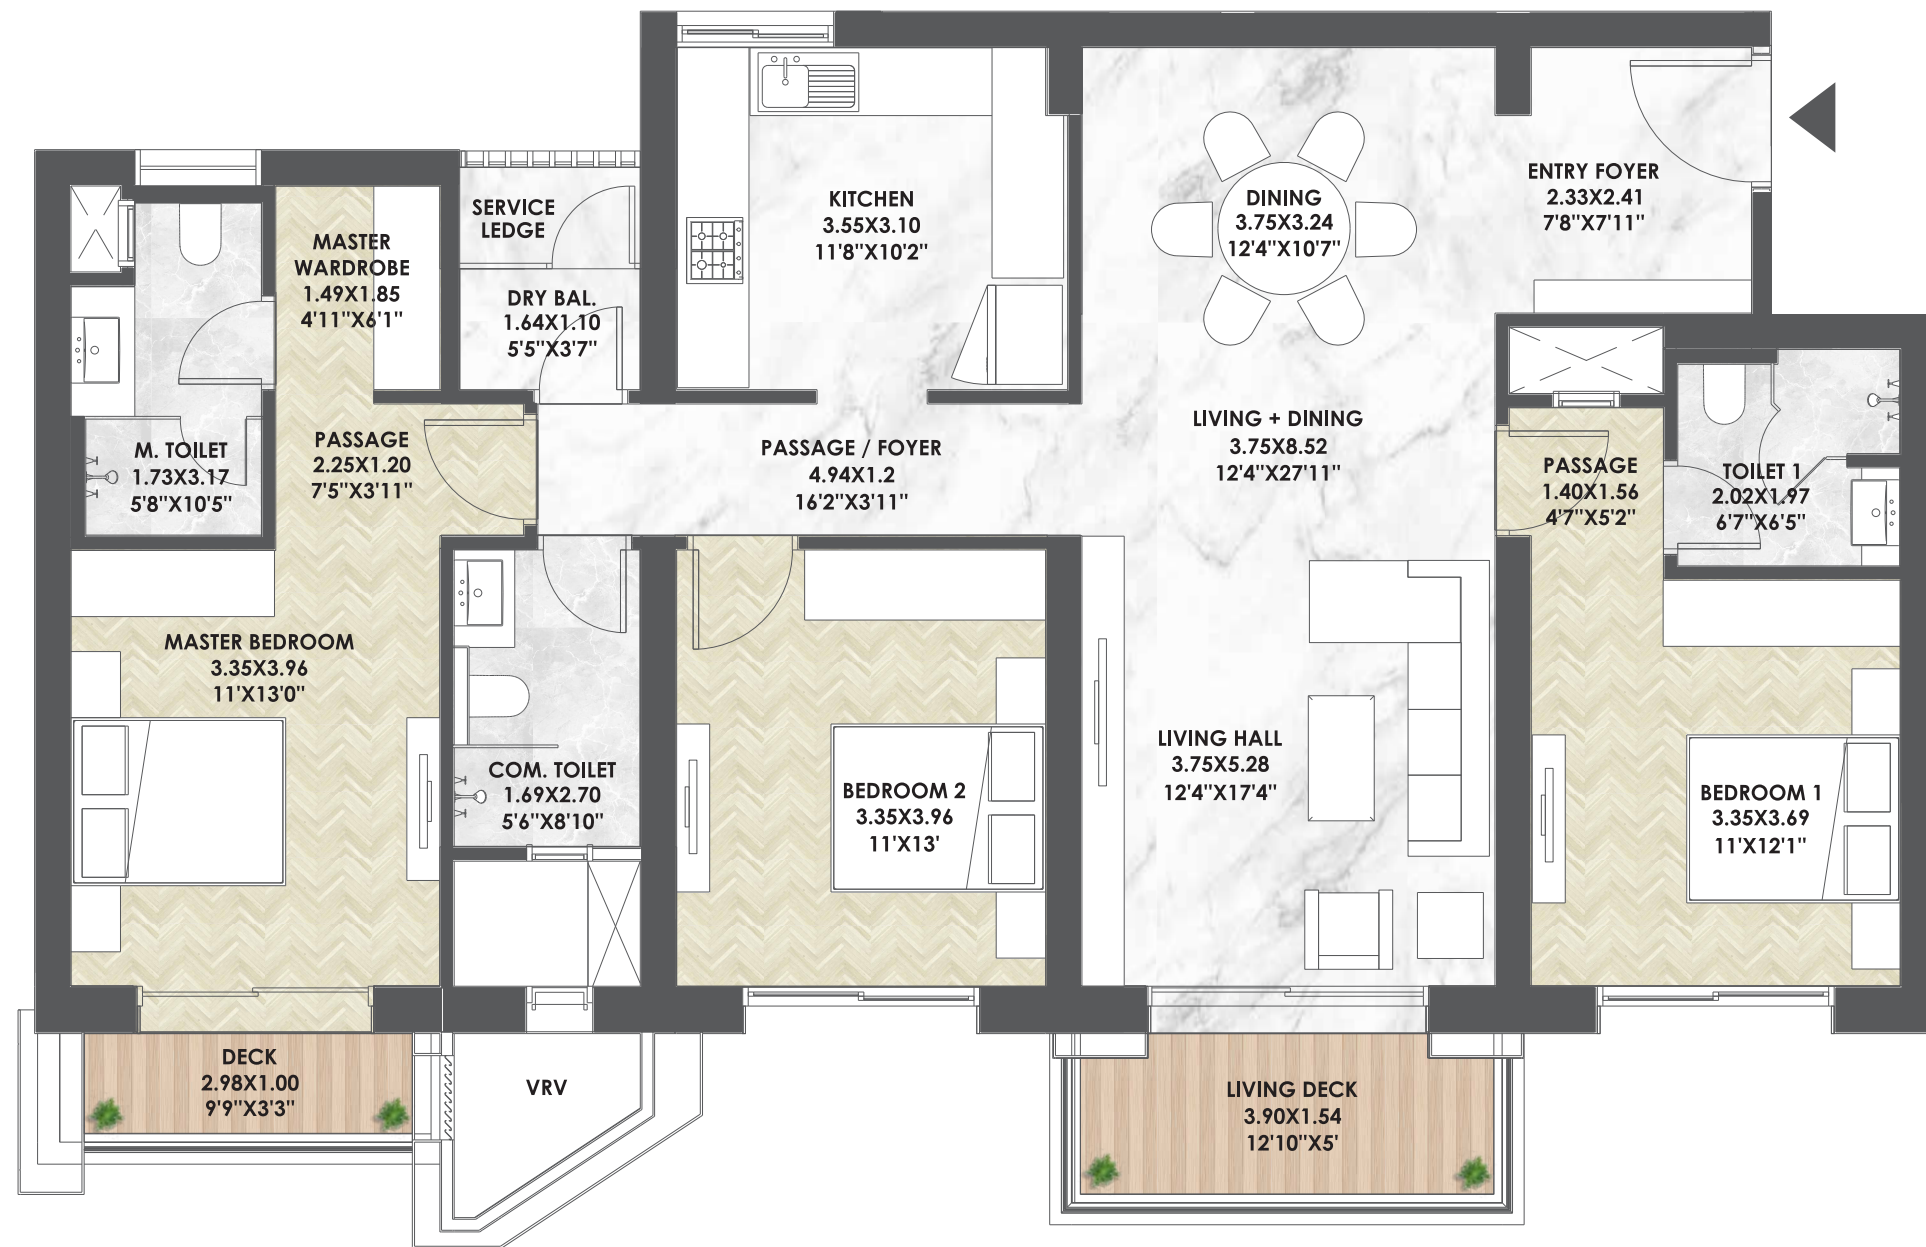 SERVICE
LEDGE
MASTER
WARDROBE
1.49X1.85
4'11"X6'1"
DRY BAL.
1.64X1.10
5'5"X3'7"
KITCHEN
3.55X3.10
11'8"X10'2"
DINING
3.75X3.24
12'4"X10'7"
ENTRY FOYER
2.33X2.41
7'8"X7'11"
M. TOILET
1.73X3.17
5'8"X10'5"
PASSAGE
2.25X1.20
7'5"X3'11"
PASSAGE / FOYER
4.94X1.2
16'2"X3'11"
LIVING + DINING
3.75X8.52
12'4"X27'11"
PASSAGE
1.40X1.56
4'7"X5'2"
TOILET 1
2.02X1.97
6'7"X6'5"
MASTER BEDROOM
3.35X3.96
11'X13'0"
COM. TOILET
1.69X2.70
5'6"X8'10"
BEDROOM 2
3.35X3.96
11'X13'
LIVING HALL
3.75X5.28
12'4"X17'4"
BEDROOM 1
3.35X3.69
11'X12'1"
DECK
2.98X1.00
9'9"X3'3"
VRV
LIVING DECK
3.90X1.54
12'10"X5'